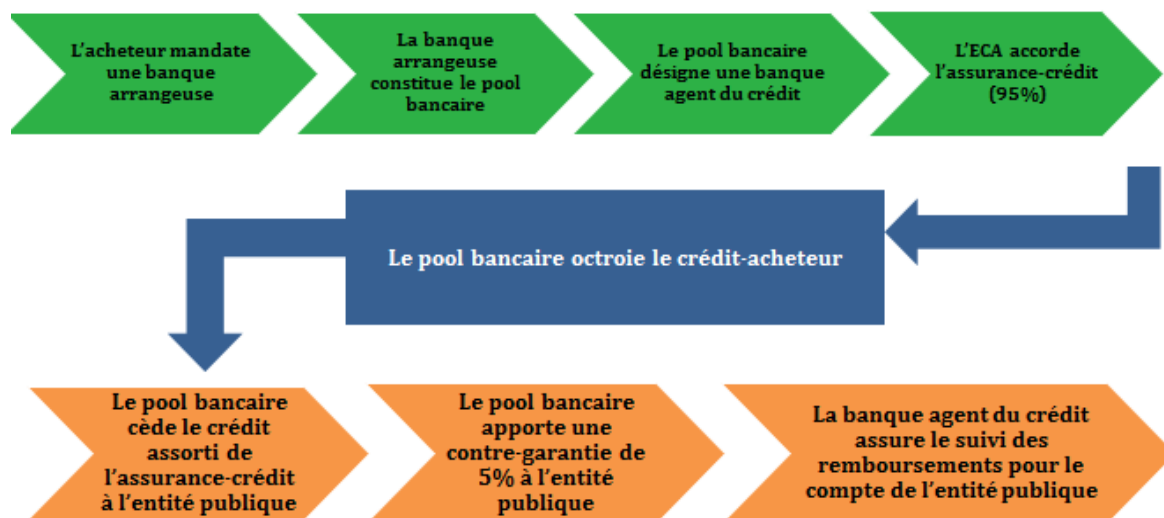 L'acheteur mandate
une banque
arrangeuse
La banque
arrangeuse
constitue le pool
bancaire
Le pool bancaire
désigne une banque
agent du crédit
L'ECA accorde
l'assurance-crédit
(95%)
Le pool bancaire octroie le crédit-acheteur
Le pool bancaire
cède le crédit
assorti de
l'assurance-crédit
à l'entité publique
Le pool bancaire
apporte une
contre-garantie de
5% à l'entité
publique
La banque agent du crédit
assure le suivi des
remboursements pour le
compte de l'entité publique